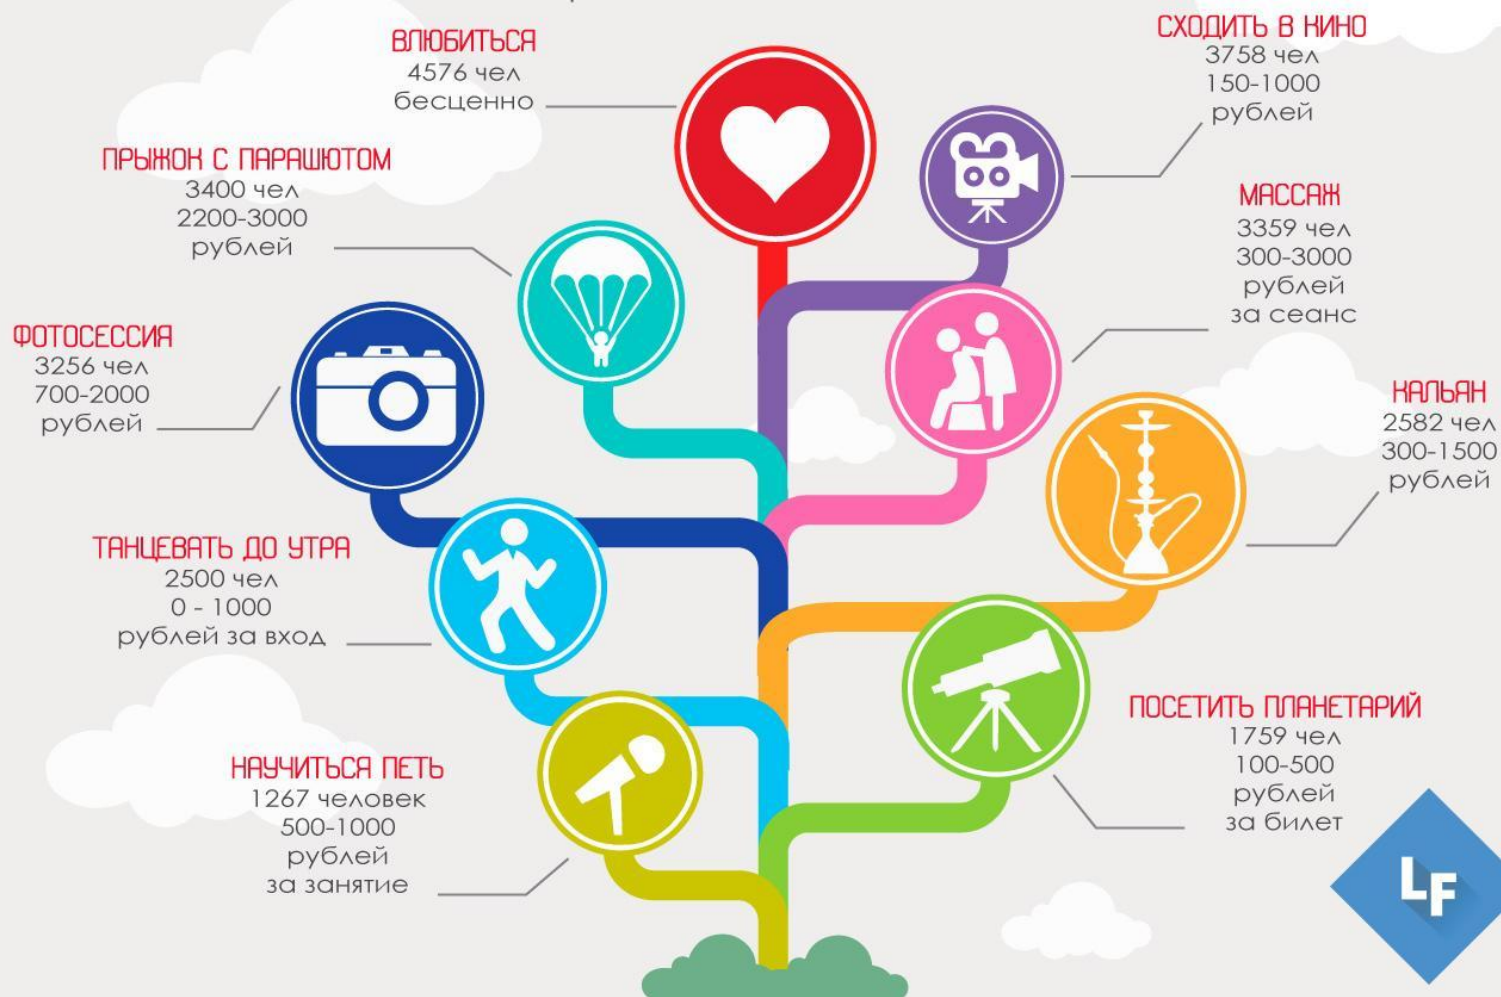 ВЛЮБИТЬСЯ
4576 чел
бесценно
СХОДИТЬ В КИНО
3758 чел
150-1000
рублей
ПРЫЖОК С ПАРАШЮТОМ
3400 чел
2200-3000
рублей
МАССАЖ
3359 чел
300-3000
рублей
за сеанс
ФОТОСЕССИЯ
3256 чел
700-2000
рублей
КАЛЬЯН
2582 чел
300-1500
рублей
ТАНЦЕВАТЬ ДО УТРА
2500 чел
0 - 1000
рублей за вход
ПОСЕТИТЬ ПЛАНЕТАРИЙ
1759 чел
100-500
рублей
за билет
НАУЧИТЬСЯ ПЕТЬ
1267 человек
500-1000
рублей
за занятие
LF